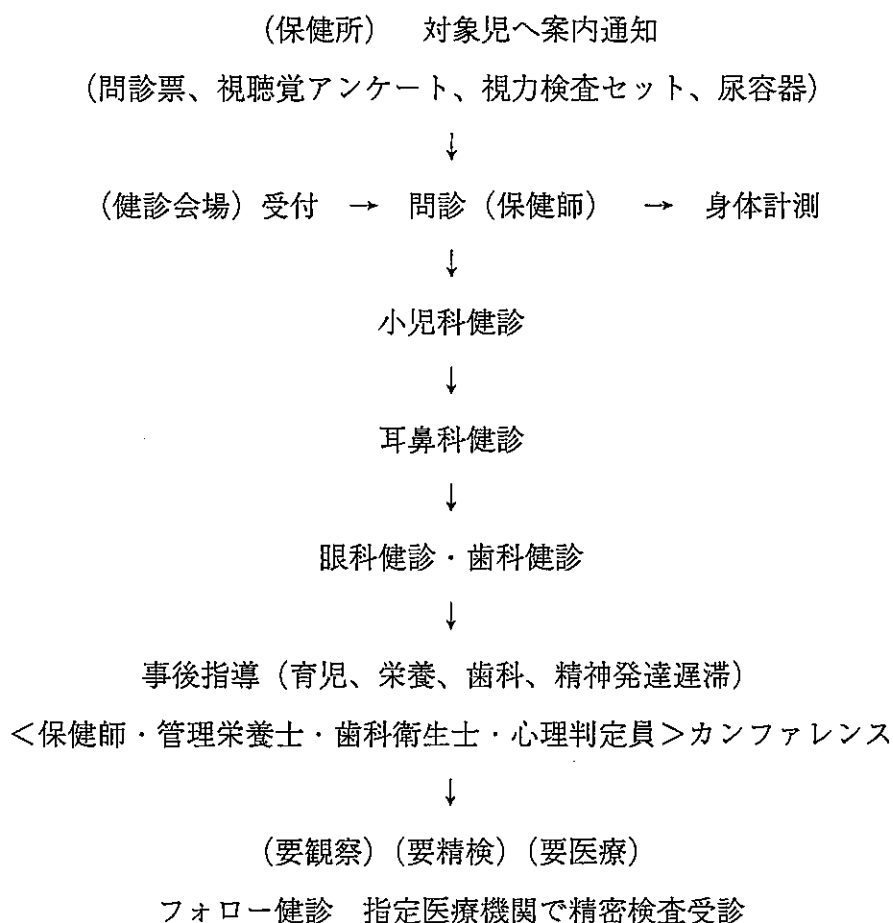 (保健所)　対象児へ案内通知
(問診票、視聴覚アンケート、視力検査セット、尿容器)
↓
(健診会場) 受付　→　問診(保健師)　→　身体計測
↓
小児科健診
↓
耳鼻科健診
↓
眼科健診・歯科健診
↓
事後指導(育児、栄養、歯科、精神発達遅滞)
<保健師・管理栄養士・歯科衛生士・心理判定員>カンファレンス
↓
(要観察)(要精検)(要医療)
フォロー健診　指定医療機関で精密検査受診